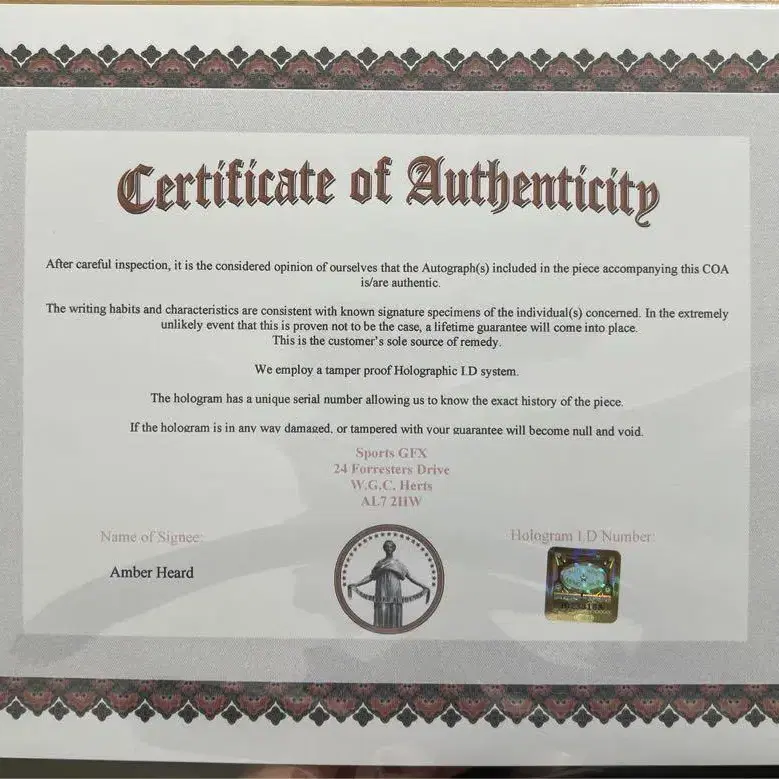 Certificate of Authenticity
After careful inspection, it is the considered opinion of ourselves that the Autograph(s) included in the piece accompanying this COA
is/are authentic.
The writing habits and characteristics are consistent with known signature specimens of the individual(s) concerned. In the extremely
unlikely event that this is proven not to be the case, a lifetime guarantee will come into place.
This is the customer's sole source of remedy.
We employ a tamper proof Holographic I.D system.
The hologram has a unique serial number allowing us to know the exact history of the piece.
If the hologram is in any way damaged, or tampered with your guarantee will become null and void.
Sports GFX
24 Forresters Drive
W.G.C. Herts
AL7 2HW
Name of Signee:
Hologram I.D Number:
Amber Heard